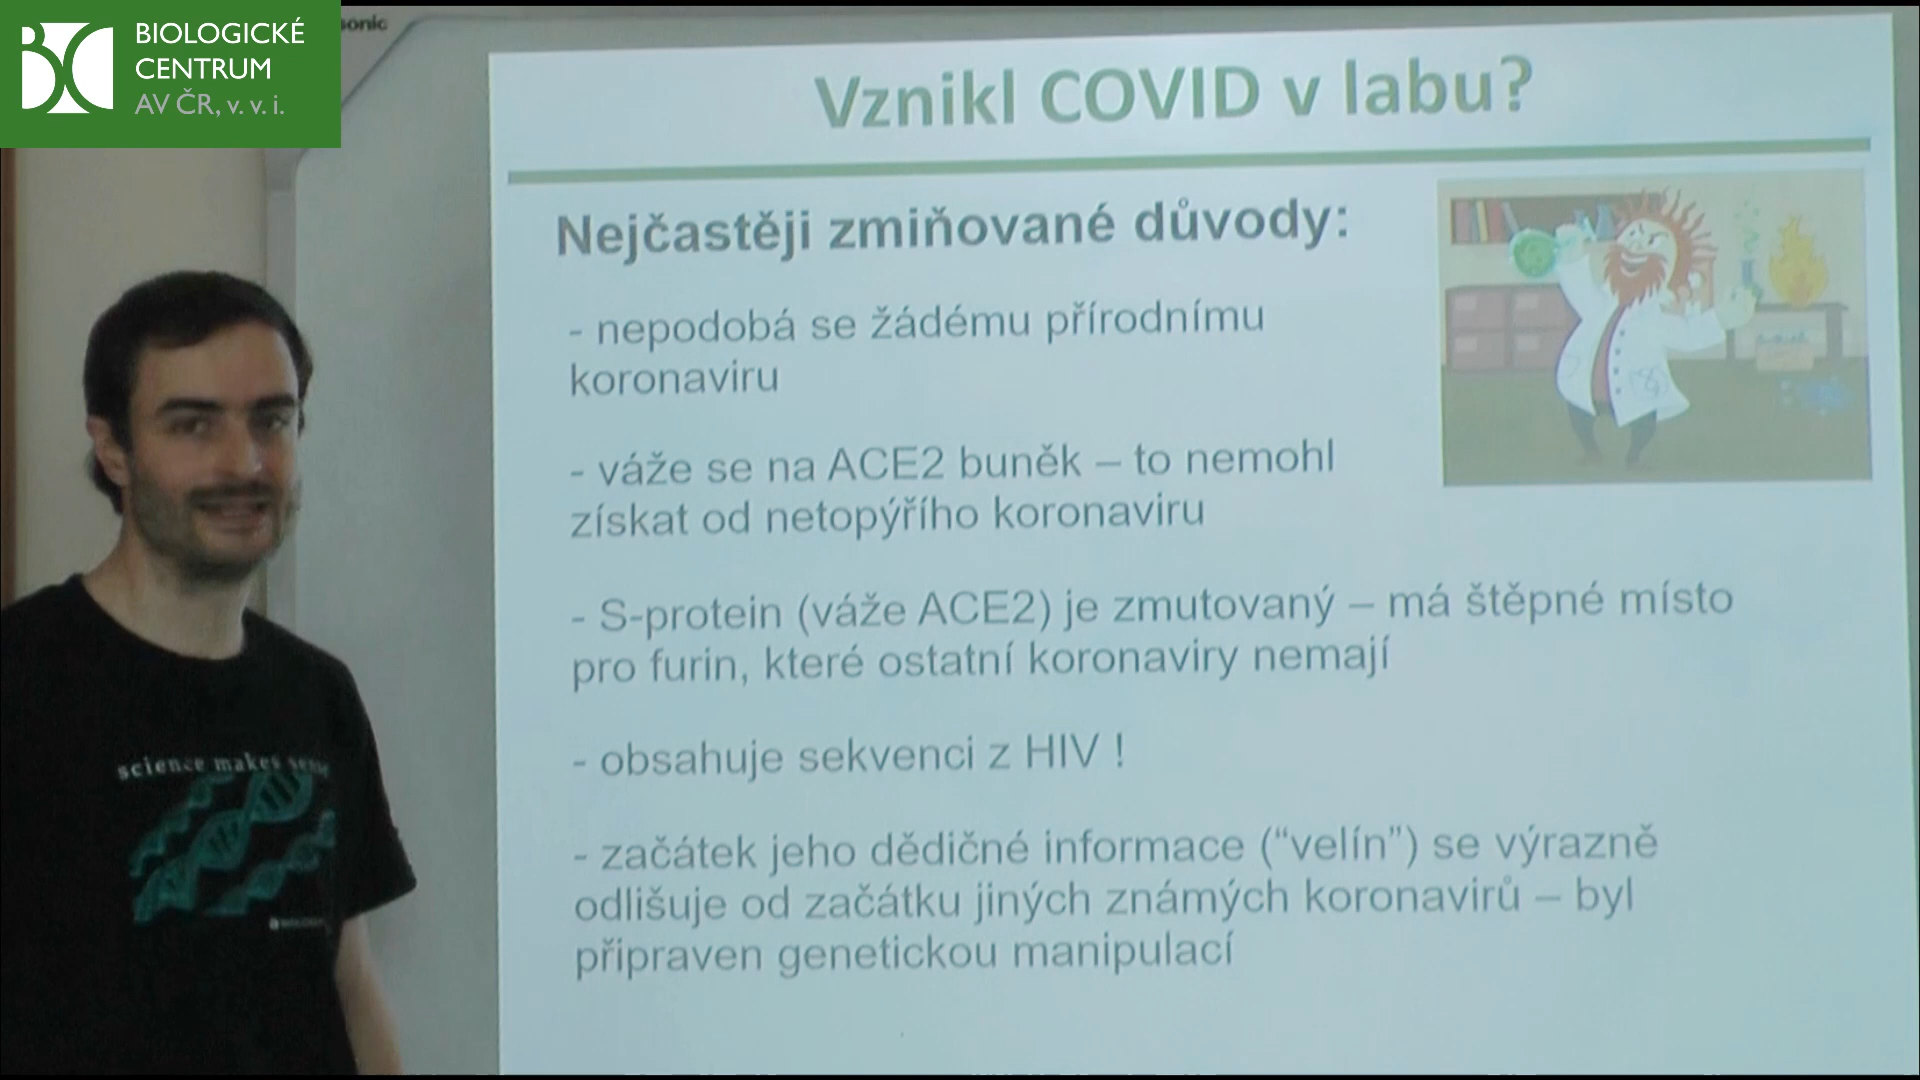 BIOLOGICKÉ
CENTRUM
AV ČR, v. v. i.
sonic
Vznikl COVID v labu?
Nejčastěji zmiňované důvody:
- nepodobá se žádému přírodnímu
koronaviru
- váže se na ACE2 buněk – to nemohl
získat od netopýřího koronaviru
- S-protein (váže ACE2) je zmutovaný – má štěpné místo
pro furin, které ostatní koronaviry nemají
- obsahuje sekvenci z HIV !
- začátek jeho dědičné informace (“velín”) se výrazně
odlišuje od začátku jiných známých koronavirů – byl
připraven genetickou manipulací
science makes sense